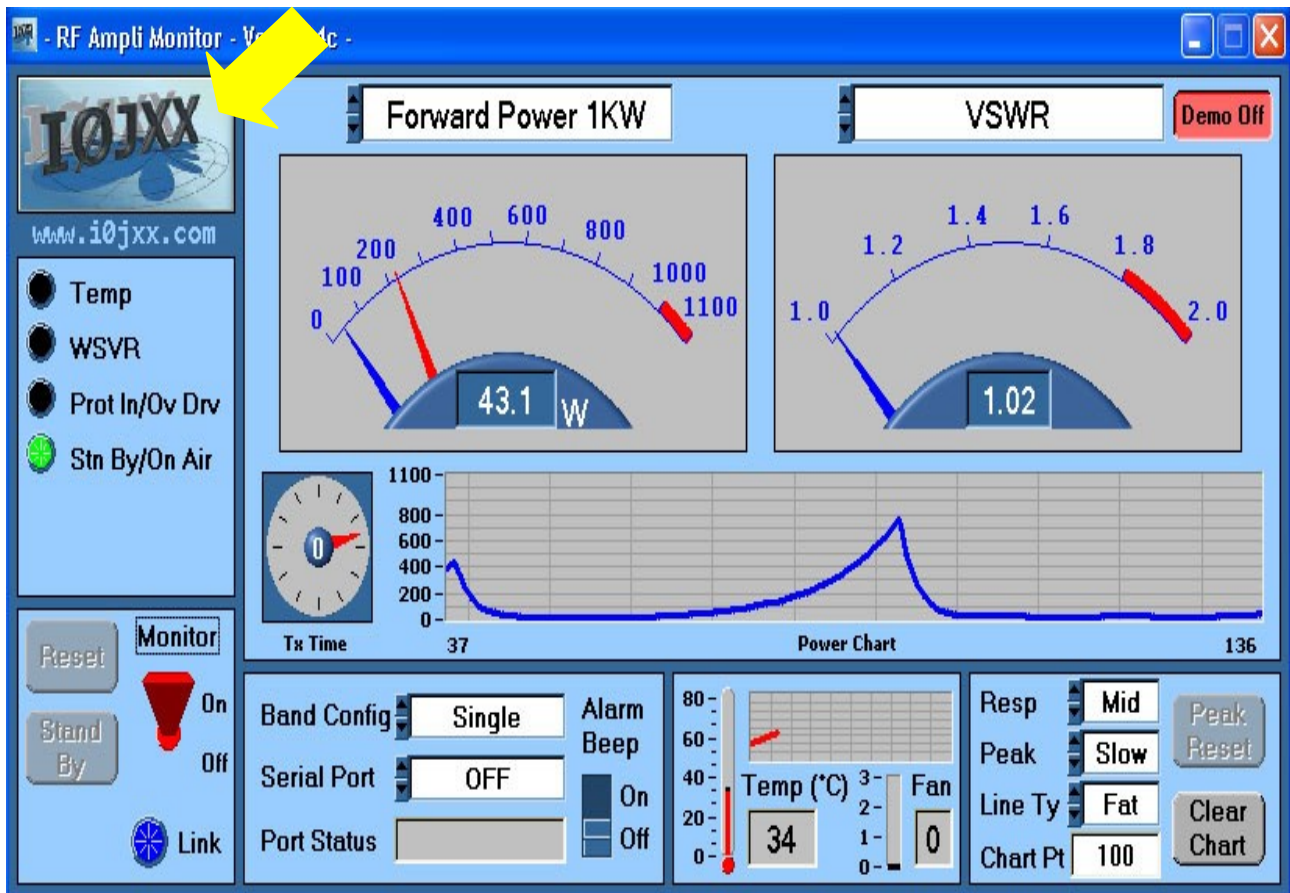 - RF Ampli Monitor -
IØJXX
www.i0jxx.com
Temp
WSVR
Prot In/Ov Drv
Stn By/On Air
Forward Power 1KW
VSWR
Demo Off
0 100 200 400 600 800 1000 1100
43.1 W
1.0 1.2 1.4 1.6 1.8 2.0
1.02
0
Tx Time
1100
800
600
400
200
0
37 Power Chart 136
Reset
Stand By
Monitor
On
Off
Link
Band Config Single
Serial Port OFF
Port Status
Alarm
Beep
On
Off
80
60
40
20
0
Temp (°C)
34
3
2
1
0
Fan
0
Resp Mid
Peak Slow
Line Ty Fat
Chart Pt 100
Peak
Reset
Clear
Chart